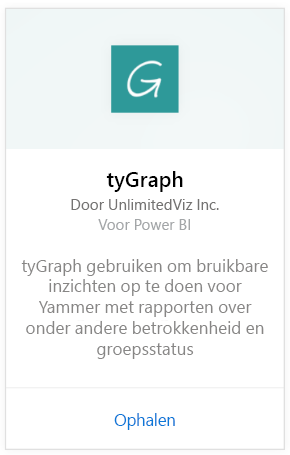 G
tyGraph
Door UnlimitedViz Inc.
Voor Power BI
tyGraph gebruiken om bruikbare
inzichten op te doen voor
Yammer met rapporten over
onder andere betrokkenheid en
groepsstatus
Ophalen